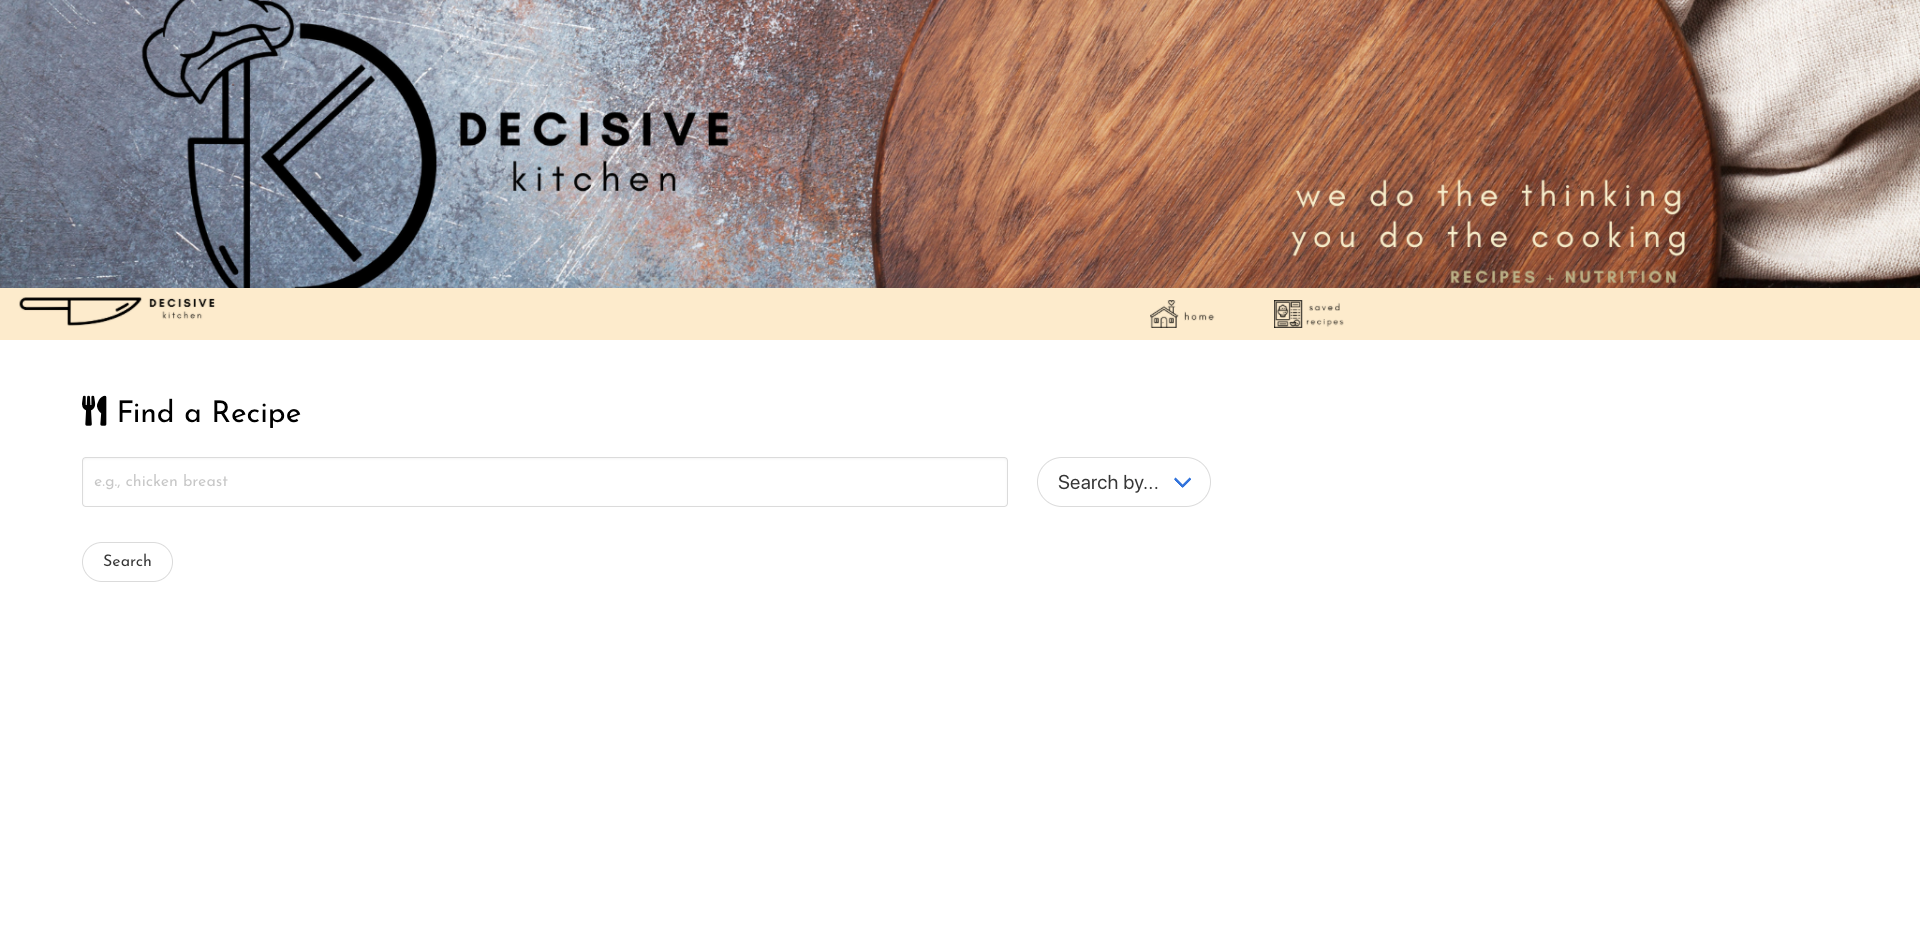 DECISIVE
kitchen
we do the thinking
you do the cooking
RECIPES + NUTRITION
DECISIVE
kitchen
home
saved
recipes
Find a Recipe
e.g., chicken breast
Search by...
Search